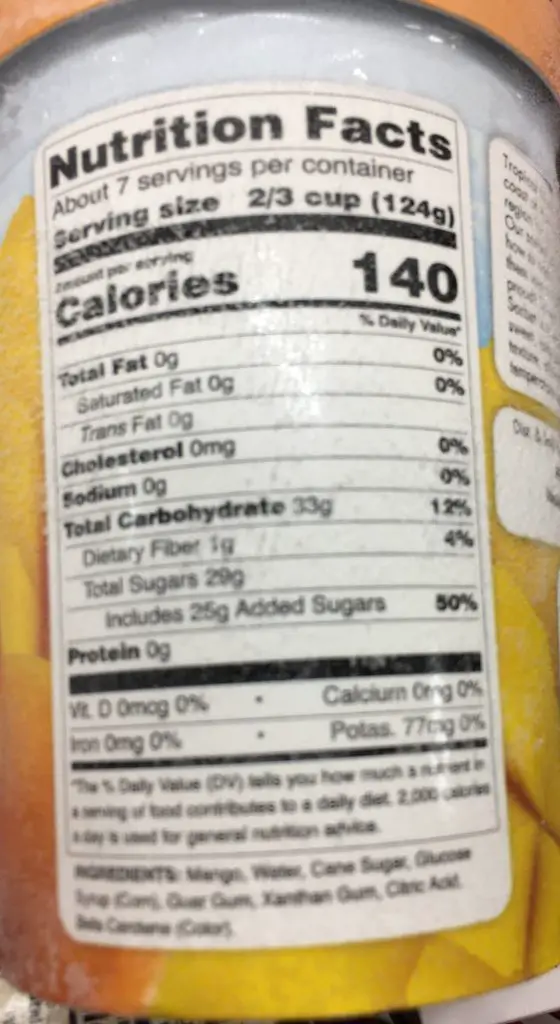 Nutrition Facts
About 7 servings per container
Serving size 2/3 cup (124g)
Amount per serving
Calories 140
% Daily Value*
Total Fat 0g 0%
Saturated Fat 0g 0%
Trans Fat 0g
Cholesterol 0mg 0%
Sodium 0g 0%
Total Carbohydrate 33g 12%
Dietary Fiber 1g 4%
Total Sugars 29g
Includes 25g Added Sugars 50%
Protein 0g
Vit. D 0mcg 0% • Calcium 0mg 0%
Iron 0mg 0% • Potas. 77mg 0%
*The % Daily Value (DV) tells you how much a nutrient in
a serving of food contributes to a daily diet. 2,000 calories
a day is used for general nutrition advice.
INGREDIENTS: Mango, Water, Cane Sugar, Glucose
Syrup (Corn), Guar Gum, Xanthan Gum, Citric Acid,
Beta Carotene (Color).